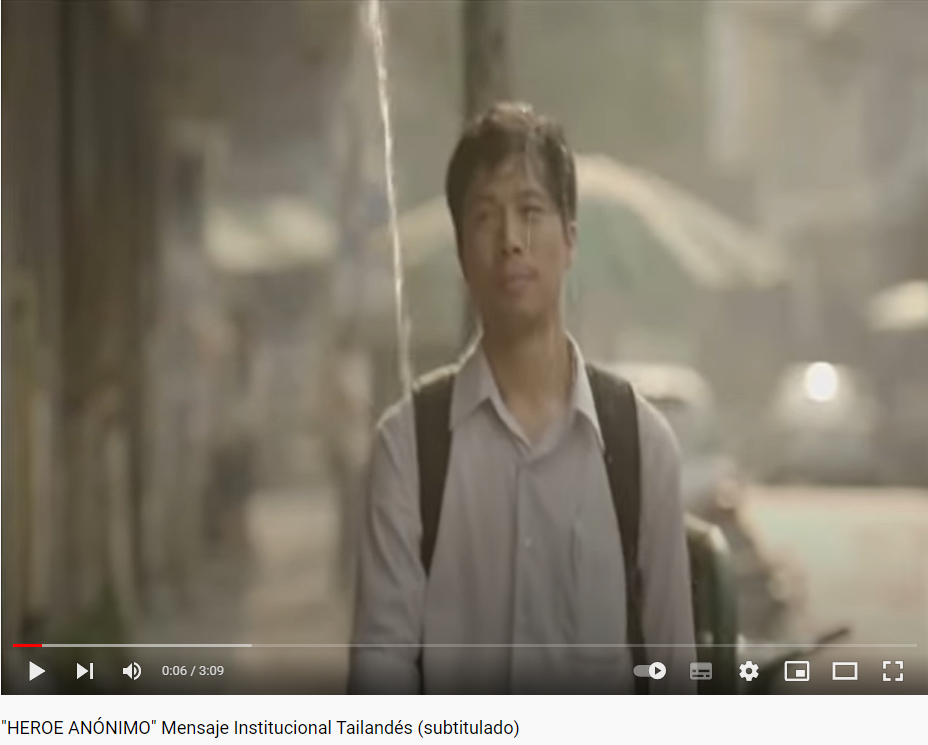 0:06 / 3:09
"HEROE ANÓNIMO" Mensaje Institucional Tailandés (subtitulado)